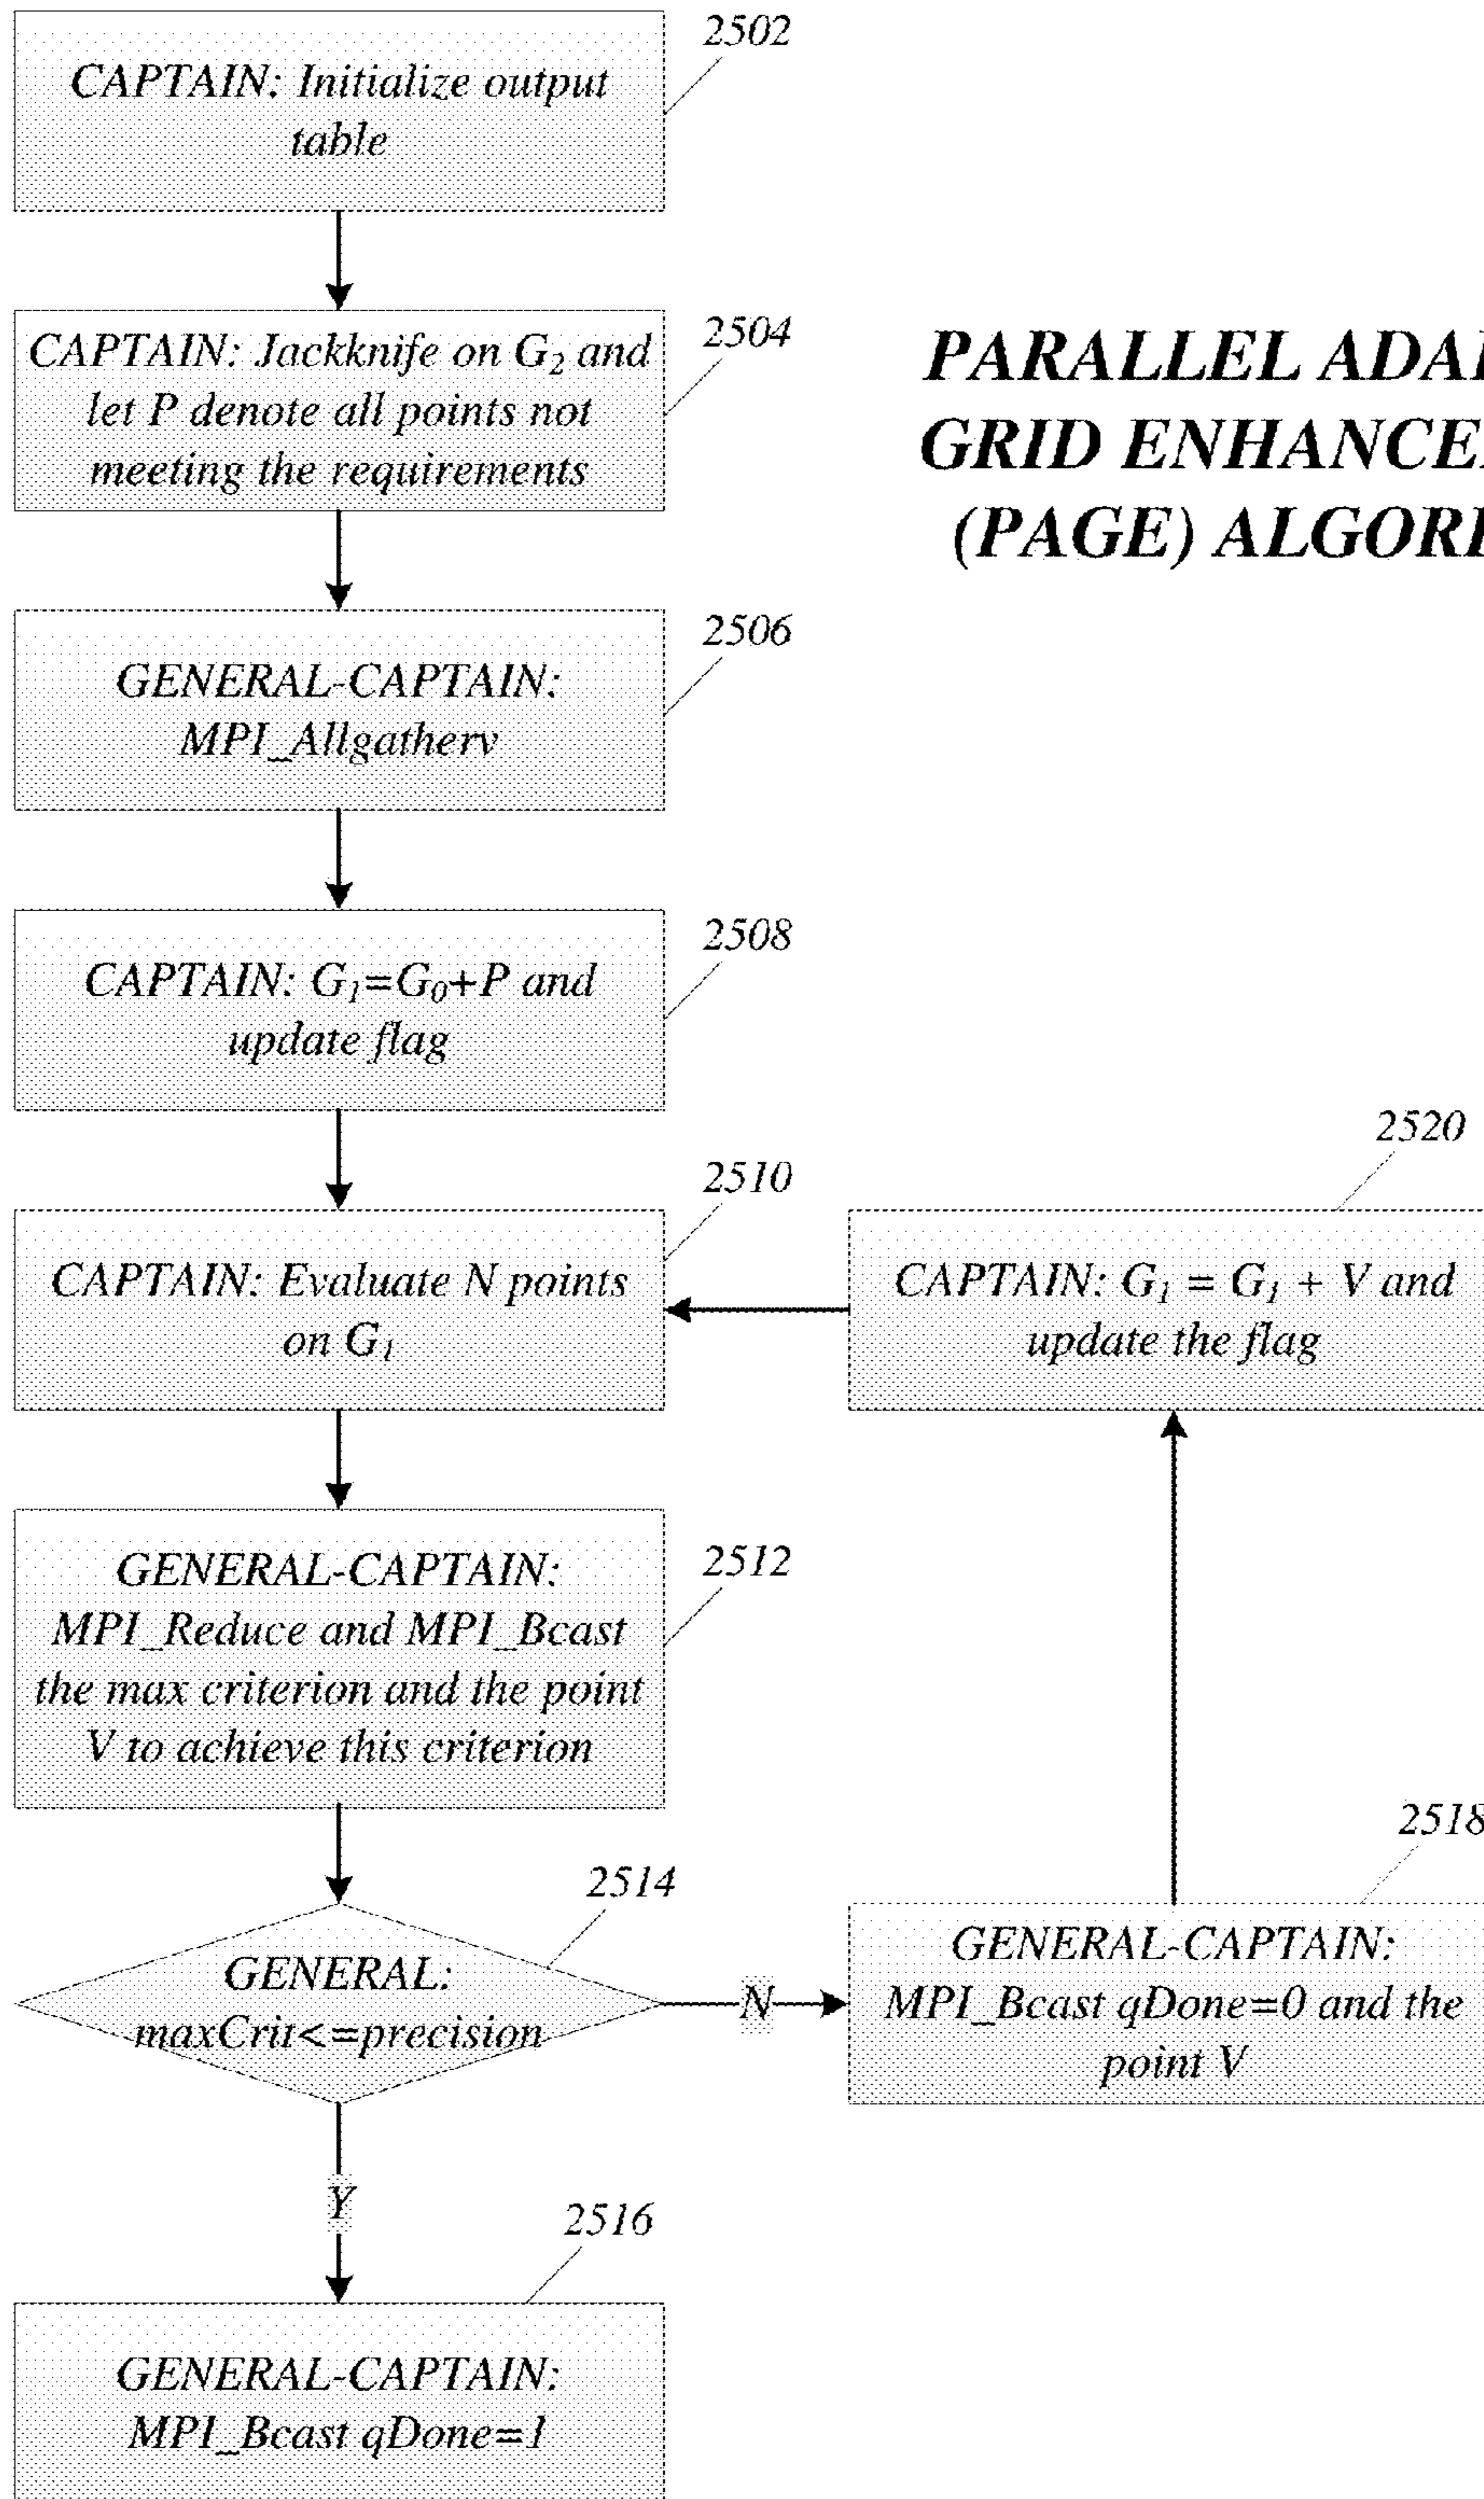 2502
CAPTAIN: Initialize output
table
2504
CAPTAIN: Jackknife on G₂ and
let P denote all points not
meeting the requirements
PARALLEL
GRID
(PAGE)
2506
GENERAL-CAPTAIN:
MPI_Allgatherv
2508
CAPTAIN: G₁=G₀+P and
update flag
2510
CAPTAIN: Evaluate N points
on G₁
2520
CAPTAIN: G₁ = G₁ + V and
update the flag
2512
GENERAL-CAPTAIN:
MPI_Reduce and MPI_Bcast
the max criterion and the point
V to achieve this criterion
2514
GENERAL:
maxCrit<=precision
N
2518
GENERAL-CAPTAIN:
MPI_Bcast qDone=0 and the
point V
Y
2516
GENERAL-CAPTAIN:
MPI_Bcast qDone=1